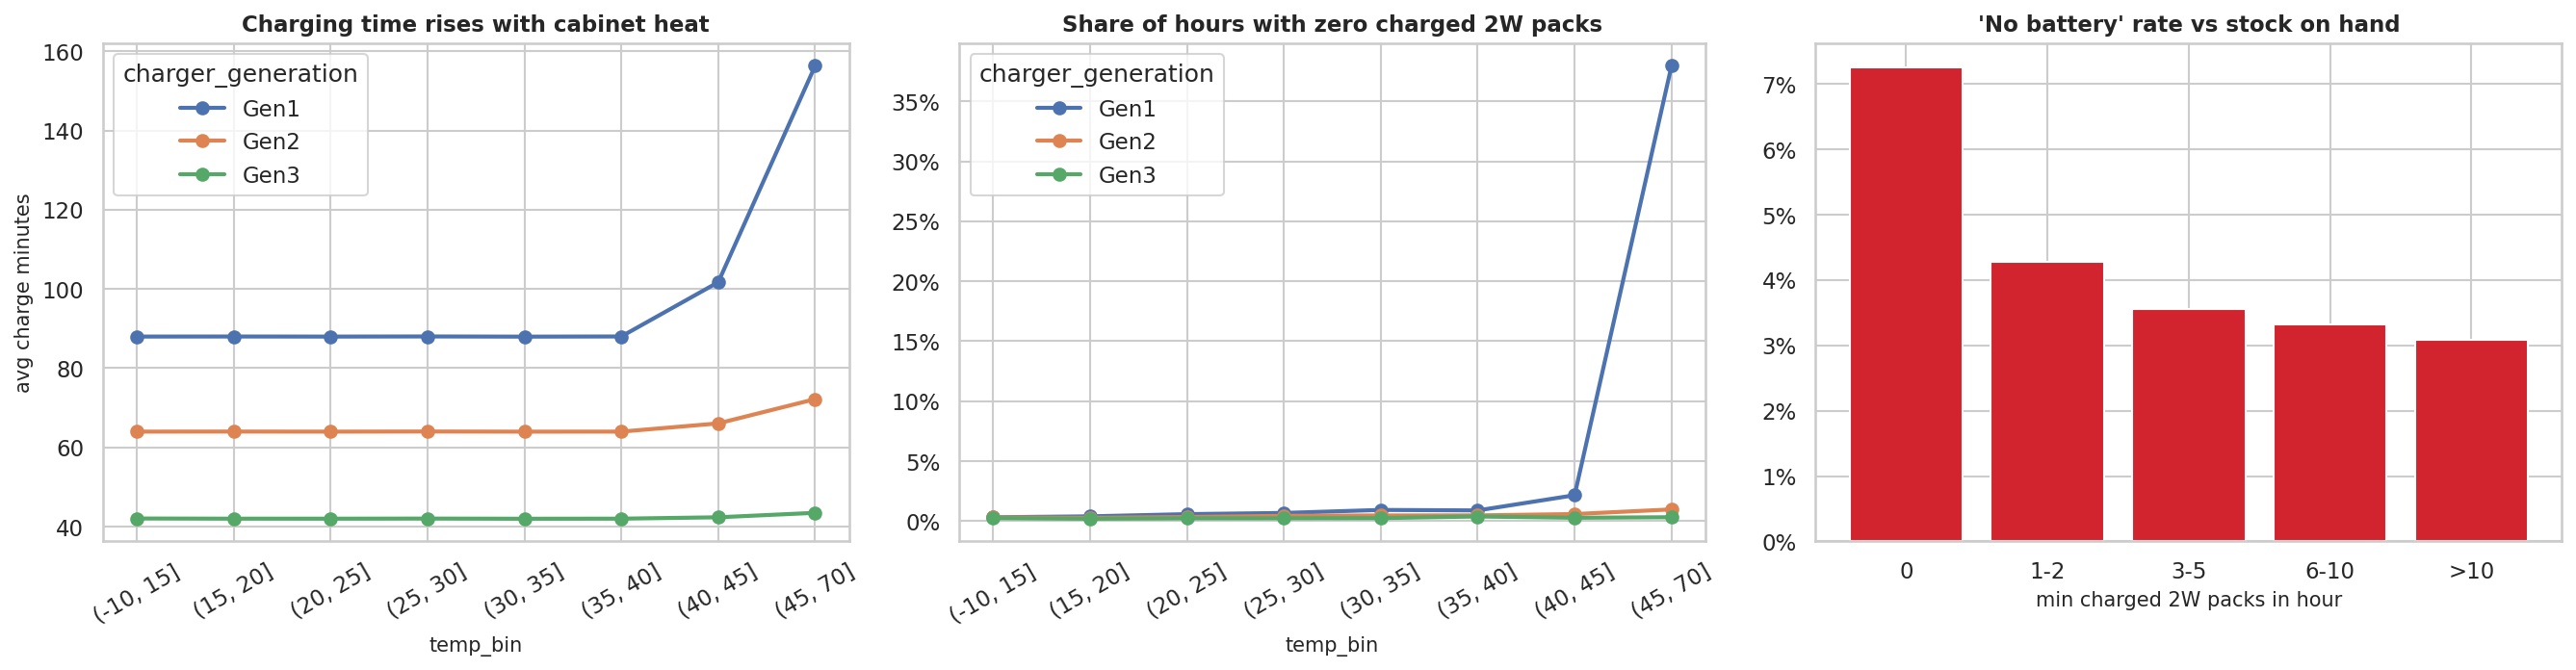 Charging time rises with cabinet heat
160
140
120
100
80
60
40
avg charge minutes
charger_generation
Gen1
Gen2
Gen3
(-10, 15]
(15, 20]
(20, 25]
(25, 30]
(30, 35]
(35, 40]
(40, 45]
(45, 70]
temp_bin
Share of hours with zero charged 2W packs
35%
30%
25%
20%
15%
10%
5%
0%
charger_generation
Gen1
Gen2
Gen3
(-10, 15]
(15, 20]
(20, 25]
(25, 30]
(30, 35]
(35, 40]
(40, 45]
(45, 70]
temp_bin
'No battery' rate vs stock on hand
7%
6%
5%
4%
3%
2%
1%
0%
0
1-2
3-5
6-10
>10
min charged 2W packs in hour